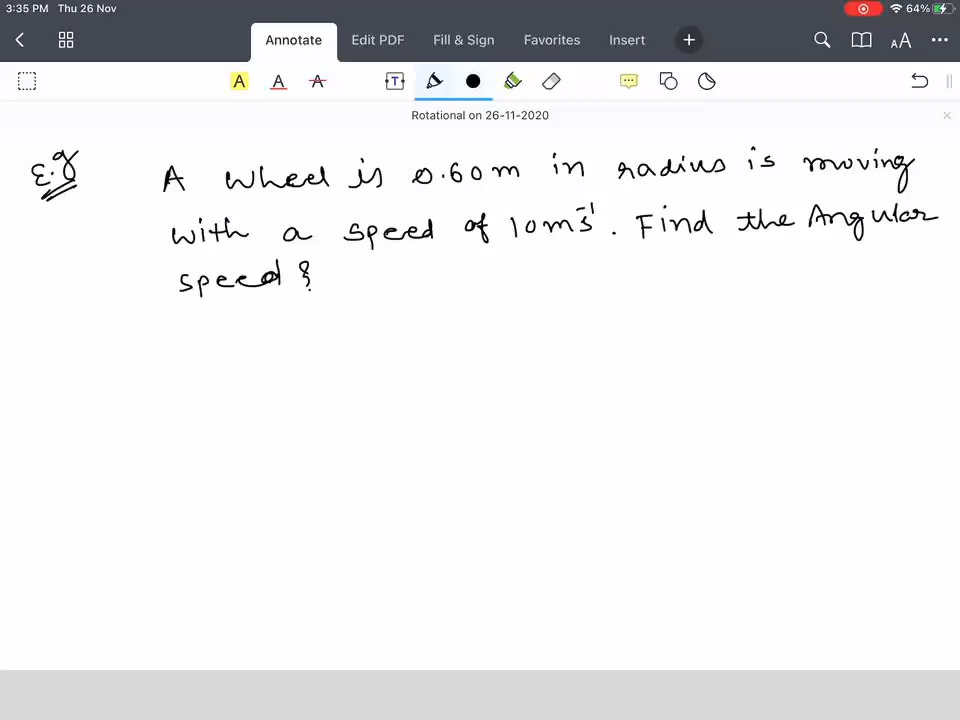 3:35 PM Thu 26 Nov 64%
Annotate Edit PDF Fill & Sign Favorites Insert + AA
A A A T
Rotational on 26-11-2020
E.g A wheel is 0.60m in radius is moving
with a speed of 10ms⁻¹. Find the Angular
speed?